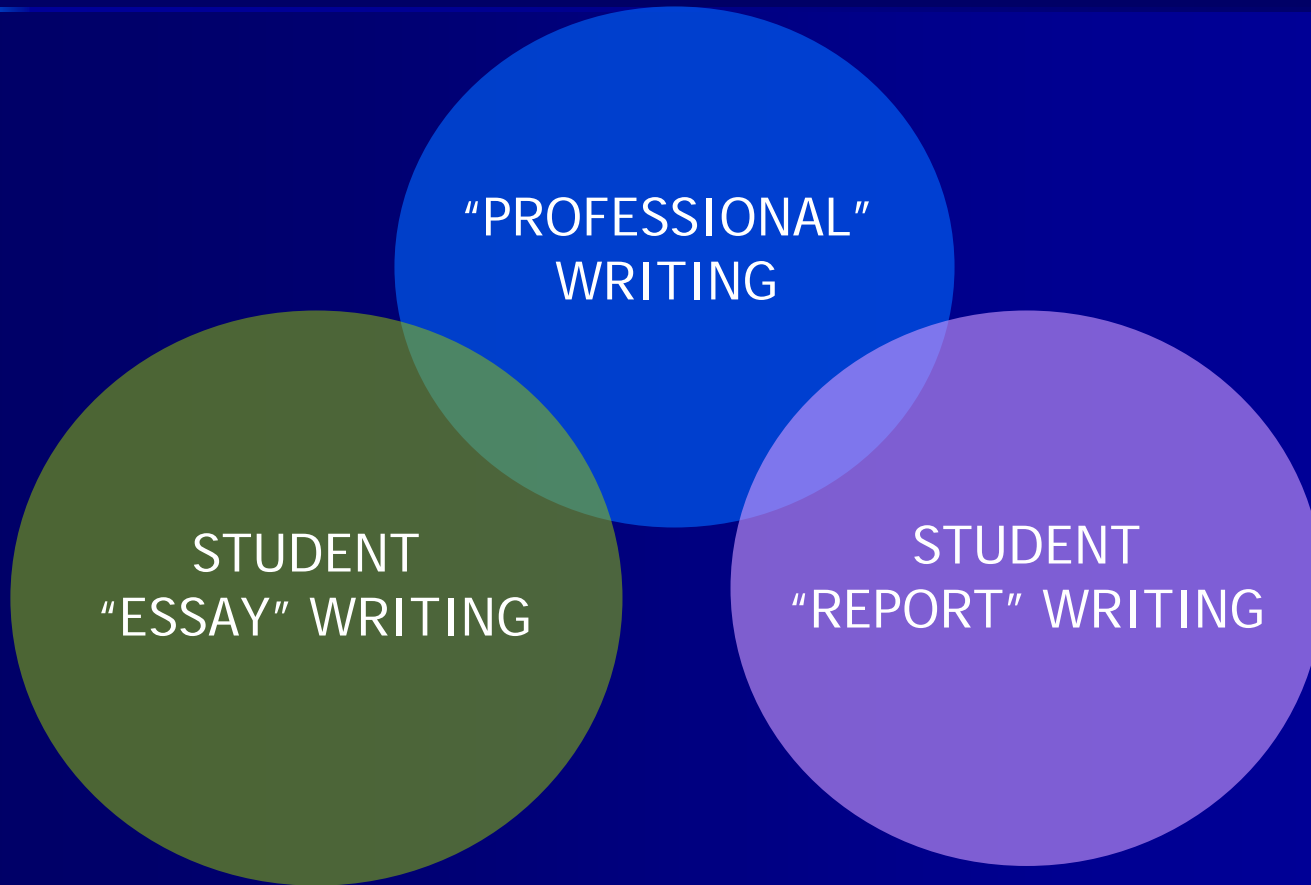 “PROFESSIONAL”
WRITING
STUDENT
“ESSAY” WRITING
STUDENT
“REPORT” WRITING